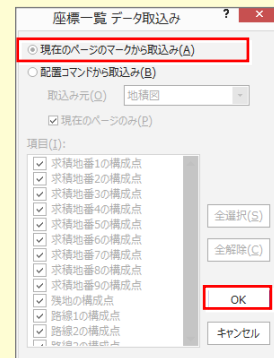 座標一覧 データ取込み ? ×
現在のページのマークから取込み(A)
配置コマンドから取込み(B)
取込み元(O) 地積図
現在のページのみ(P)
項目(I):
求積地番1の構成点
求積地番2の構成点
求積地番3の構成点
求積地番4の構成点
求積地番5の構成点
求積地番6の構成点
求積地番7の構成点
求積地番8の構成点
求積地番9の構成点
残地の構成点
路線1の構成点
路線2の構成点
全選択(S)
全解除(C)
OK
キャンセル